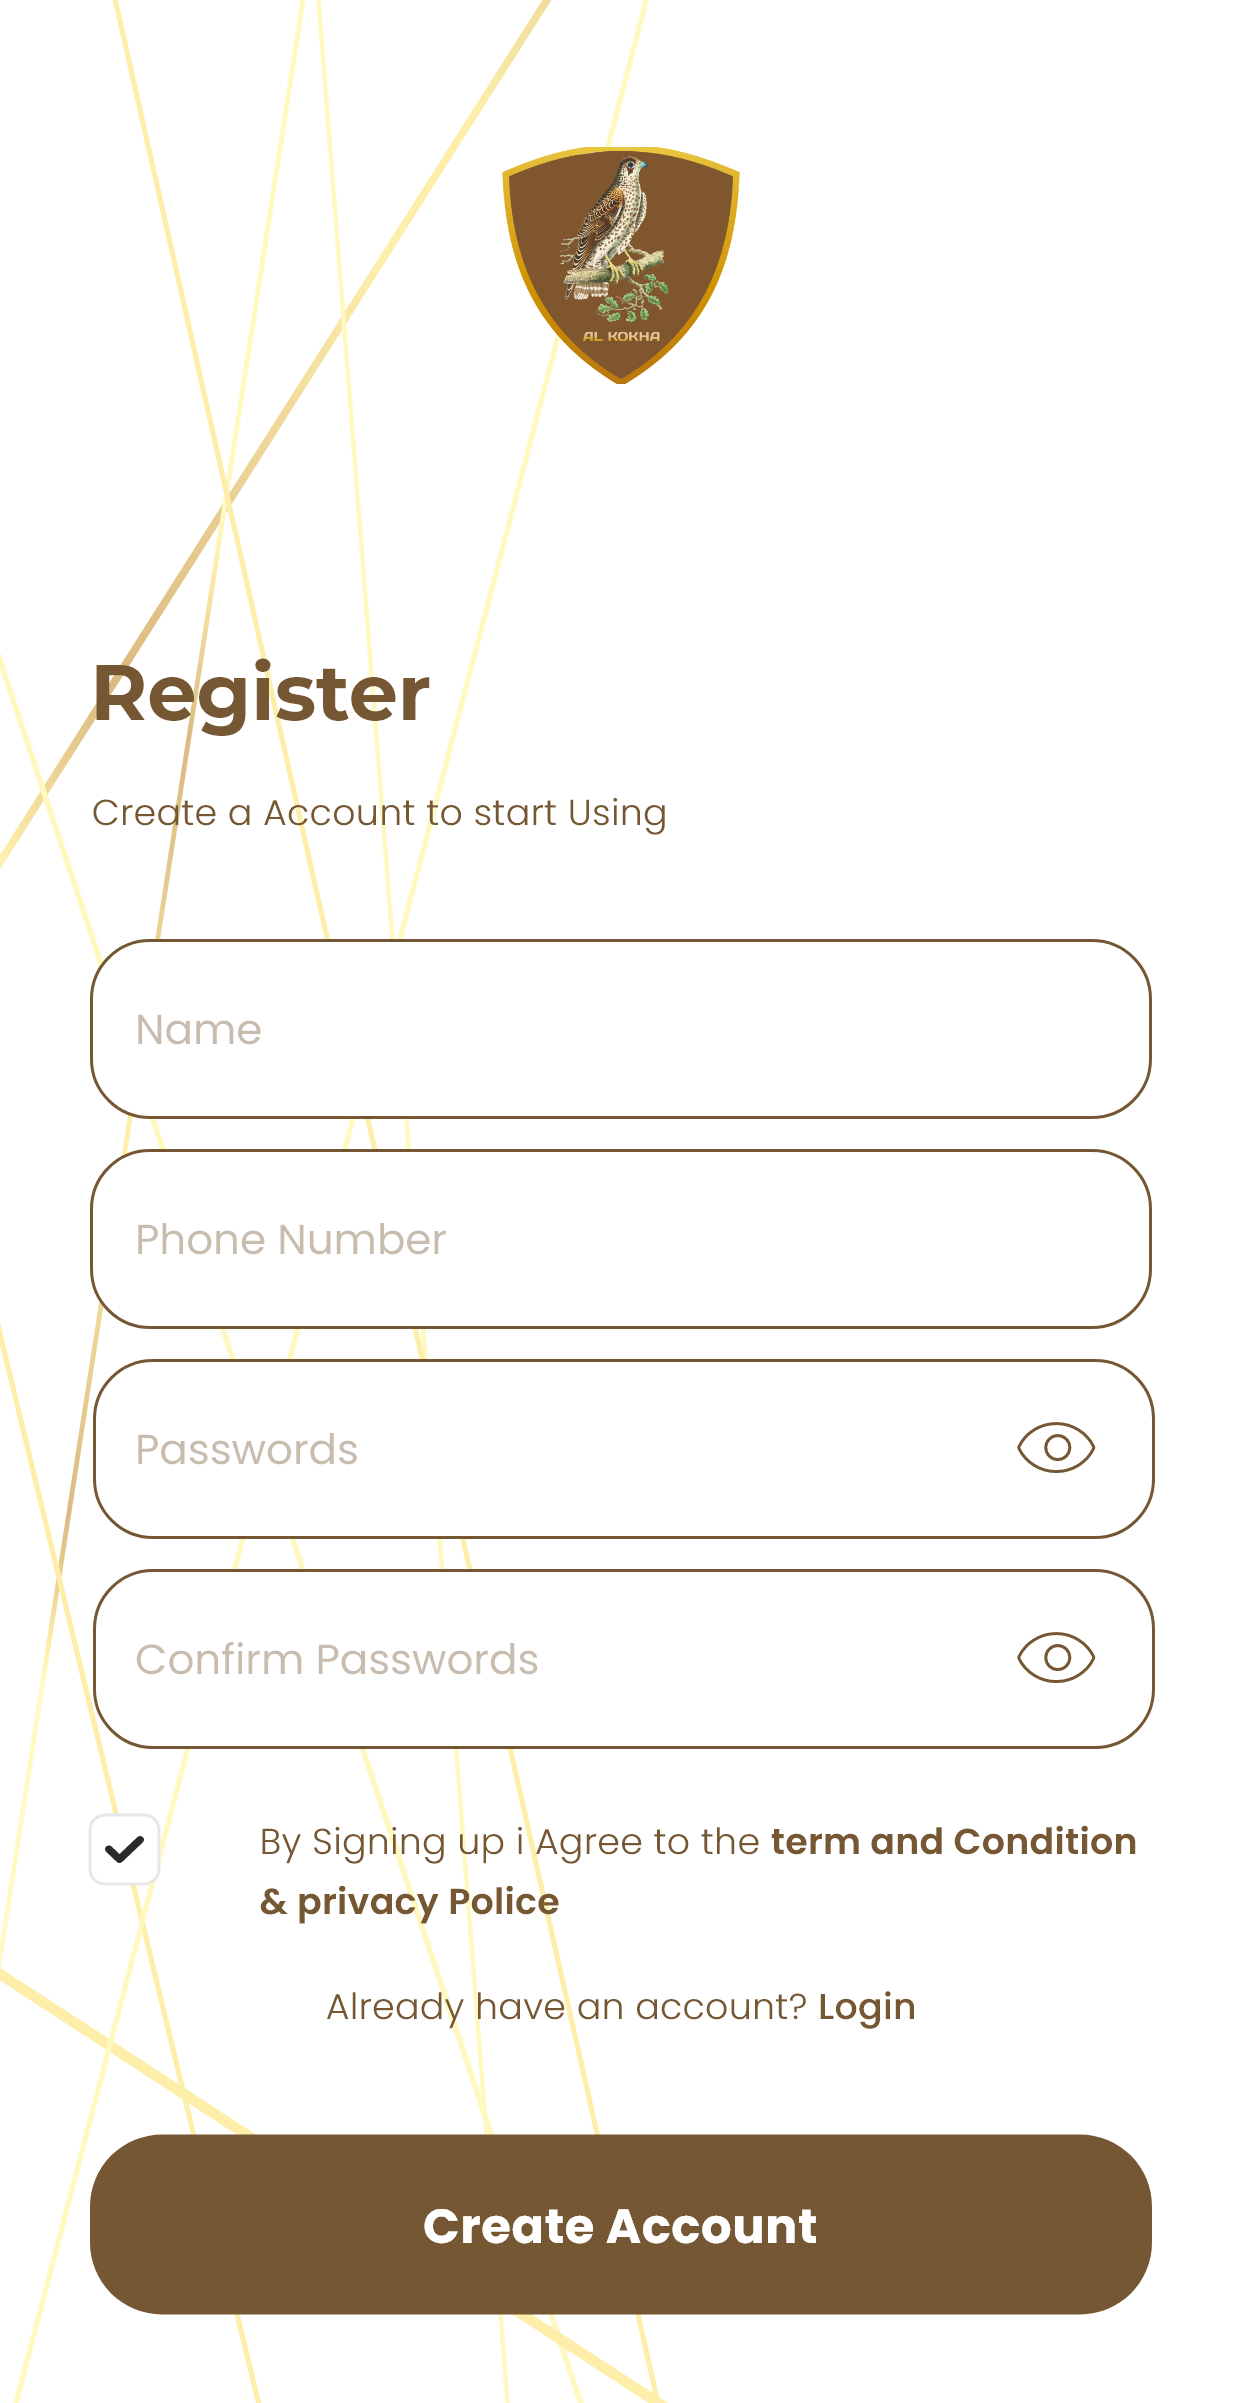 AL KOKHA
Register
Create a Account to start Using
Name
Phone Number
Passwords
Confirm Passwords
By Signing up i Agree to the term and Condition
& privacy Police
Already have an account? Login
Create Account